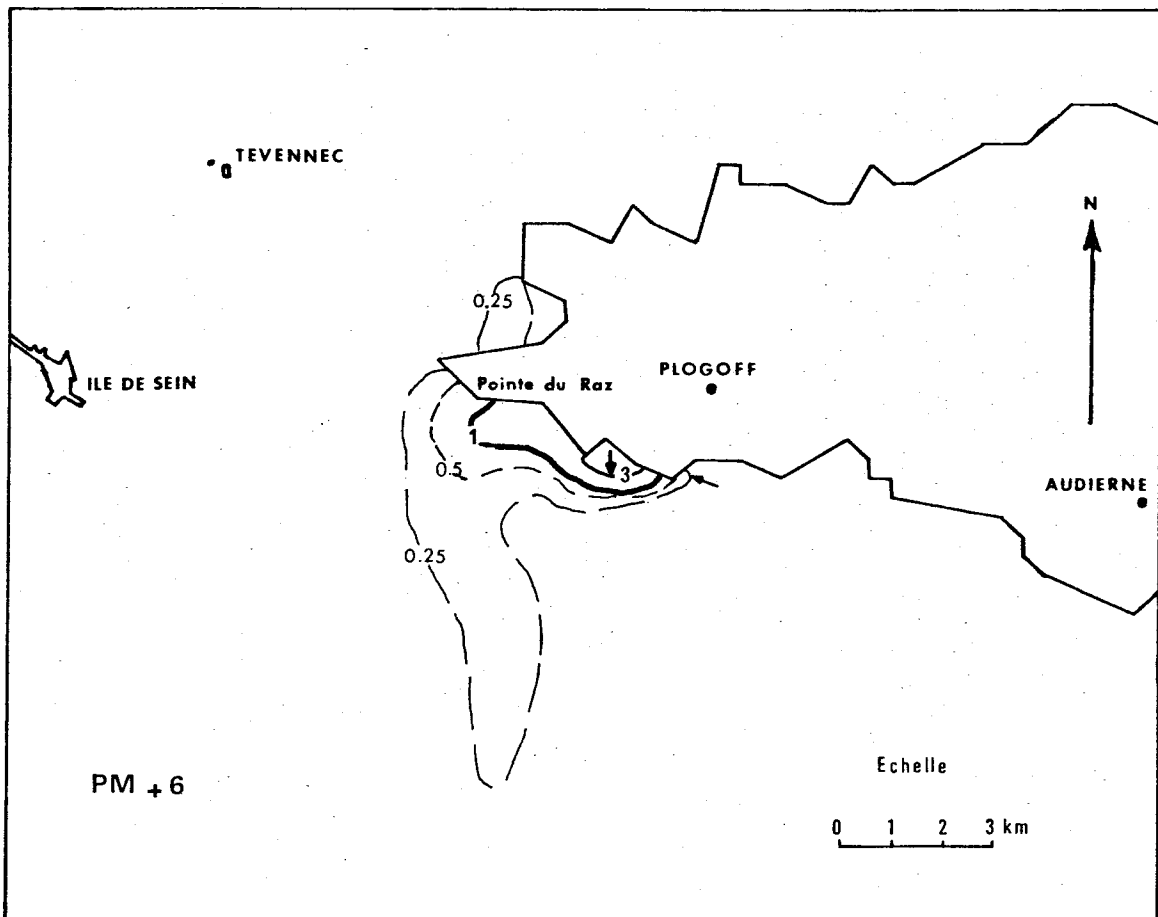 TEVENNEC
N
0.25
ILE DE SEIN
Pointe du Raz
PLOGOFF
1
0.5
3
AUDIERNE
0.25
PM + 6
Echelle
0 1 2 3 km